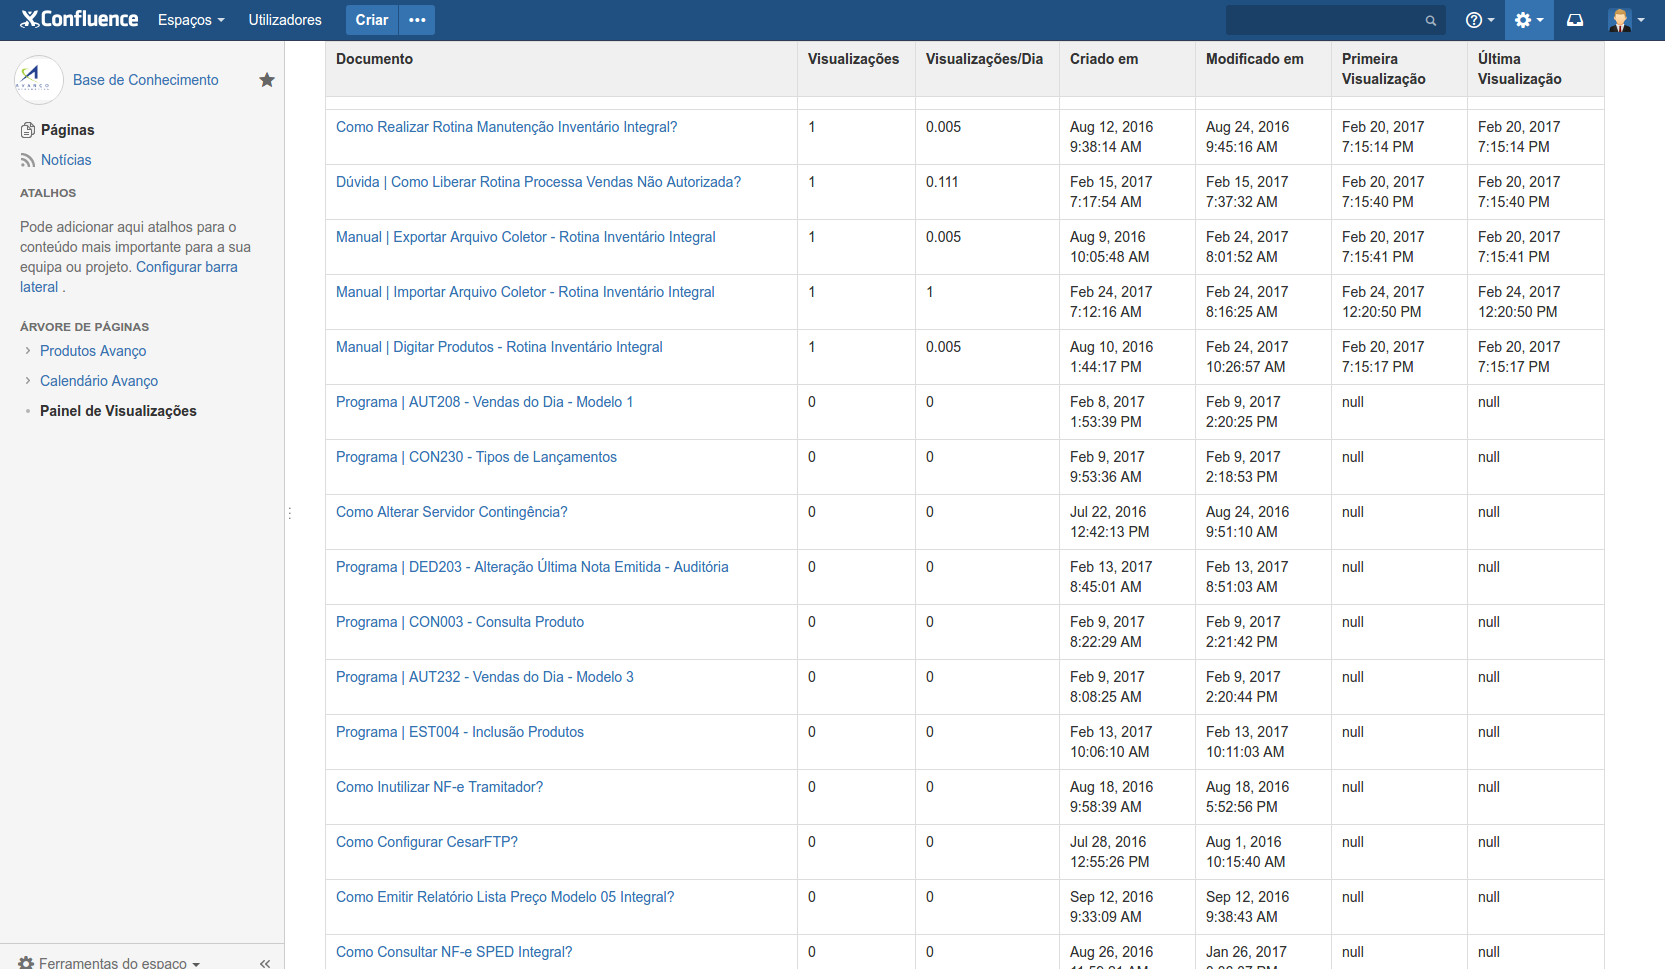 Confluence
Espaços
Utilizadores
Criar
Base de Conhecimento
Páginas
Notícias
ATALHOS
Pode adicionar aqui atalhos para o
conteúdo mais importante para a sua
equipa ou projeto. Configurar barra
lateral .
ÁRVORE DE PÁGINAS
Produtos Avanço
Calendário Avanço
Painel de Visualizações
Ferramentas do espaço
Documento Visualizações Visualizações/Dia Criado em Modificado em Primeira Última
Visualização Visualização
Como Realizar Rotina Manutenção Inventário Integral? 1 0.005 Aug 12, 2016 Aug 24, 2016 Feb 20, 2017 Feb 20, 2017
9:38:14 AM 9:45:16 AM 7:15:14 PM 7:15:14 PM
Dúvida | Como Liberar Rotina Processa Vendas Não Autorizada? 1 0.111 Feb 15, 2017 Feb 15, 2017 Feb 20, 2017 Feb 20, 2017
7:17:54 AM 7:37:32 AM 7:15:40 PM 7:15:40 PM
Manual | Exportar Arquivo Coletor - Rotina Inventário Integral 1 0.005 Aug 9, 2016 Feb 24, 2017 Feb 20, 2017 Feb 20, 2017
10:05:48 AM 8:01:52 AM 7:15:41 PM 7:15:41 PM
Manual | Importar Arquivo Coletor - Rotina Inventário Integral 1 1 Feb 24, 2017 Feb 24, 2017 Feb 24, 2017 Feb 24, 2017
7:12:16 AM 8:16:25 AM 12:20:50 PM 12:20:50 PM
Manual | Digitar Produtos - Rotina Inventário Integral 1 0.005 Aug 10, 2016 Feb 24, 2017 Feb 20, 2017 Feb 20, 2017
1:44:17 PM 10:26:57 AM 7:15:17 PM 7:15:17 PM
Programa | AUT208 - Vendas do Dia - Modelo 1 0 0 Feb 8, 2017 Feb 9, 2017 null null
1:53:39 PM 2:20:25 PM
Programa | CON230 - Tipos de Lançamentos 0 0 Feb 9, 2017 Feb 9, 2017 null null
9:53:36 AM 2:18:53 PM
Como Alterar Servidor Contingência? 0 0 Jul 22, 2016 Aug 24, 2016 null null
12:42:13 PM 9:51:10 AM
Programa | DED203 - Alteração Última Nota Emitida - Auditória 0 0 Feb 13, 2017 Feb 13, 2017 null null
8:45:01 AM 8:51:03 AM
Programa | CON003 - Consulta Produto 0 0 Feb 9, 2017 Feb 9, 2017 null null
8:22:29 AM 2:21:42 PM
Programa | AUT232 - Vendas do Dia - Modelo 3 0 0 Feb 9, 2017 Feb 9, 2017 null null
8:08:25 AM 2:20:44 PM
Programa | EST004 - Inclusão Produtos 0 0 Feb 13, 2017 Feb 13, 2017 null null
10:06:10 AM 10:11:03 AM
Como Inutilizar NF-e Tramitador? 0 0 Aug 18, 2016 Aug 18, 2016 null null
9:58:39 AM 5:52:56 PM
Como Configurar CesarFTP? 0 0 Jul 28, 2016 Aug 1, 2016 null null
12:55:26 PM 10:15:40 AM
Como Emitir Relatório Lista Preço Modelo 05 Integral? 0 0 Sep 12, 2016 Sep 12, 2016 null null
9:33:09 AM 9:38:43 AM
Como Consultar NF-e SPED Integral? 0 0 Aug 26, 2016 Jan 26, 2017 null null